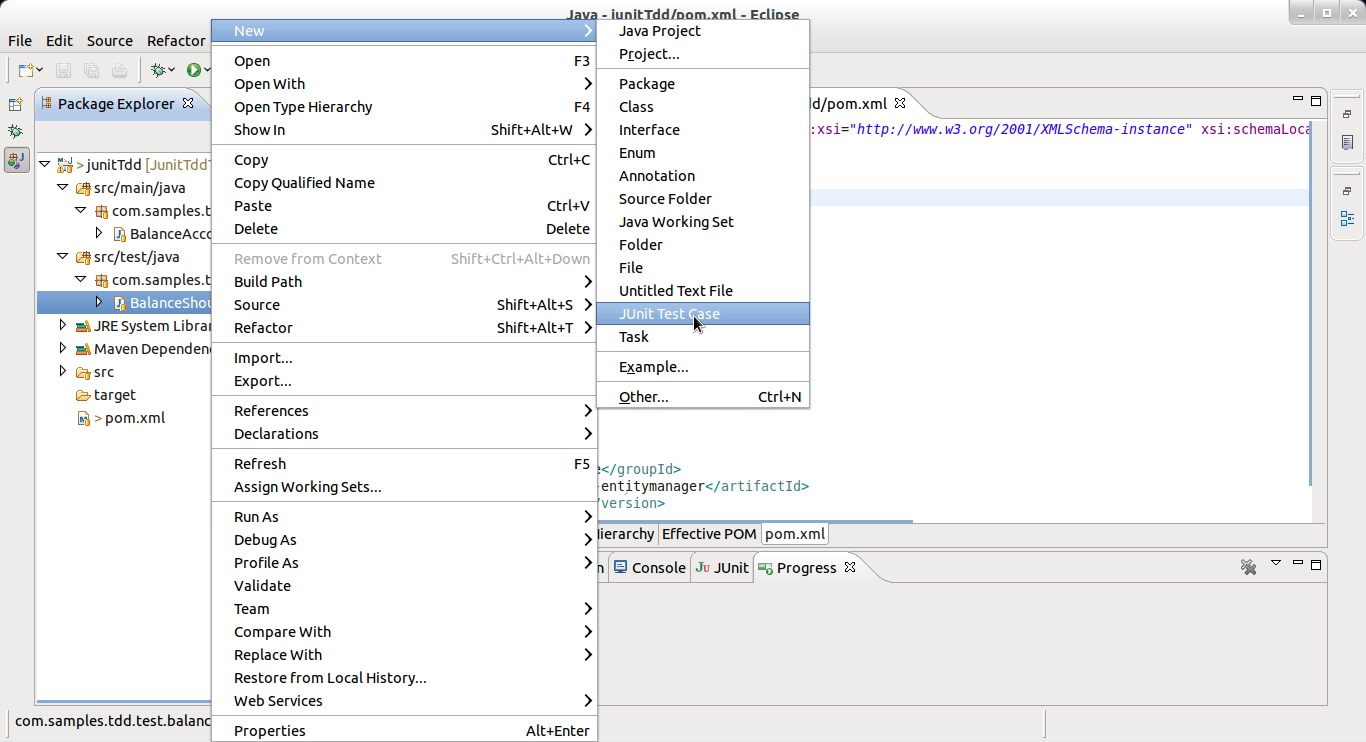 Java - junitTdd/pom.xml - Eclipse
File Edit Source Refactor
Package Explorer
> junitTdd [JunitTddT
src/main/java
com.samples.t
BalanceAcco
src/test/java
com.samples.t
BalanceShou
JRE System Librar
Maven Dependenc
src
target
> pom.xml
New
Open F3
Open With
Open Type Hierarchy F4
Show In Shift+Alt+W
Copy Ctrl+C
Copy Qualified Name
Paste Ctrl+V
Delete Delete
Remove from Context Shift+Ctrl+Alt+Down
Build Path
Source Shift+Alt+S
Refactor Shift+Alt+T
Import...
Export...
References
Declarations
Refresh F5
Assign Working Sets...
Run As
Debug As
Profile As
Validate
Team
Compare With
Replace With
Restore from Local History...
Web Services
Properties Alt+Enter
Java Project
Project...
Package
Class
Interface
Enum
Annotation
Source Folder
Java Working Set
Folder
File
Untitled Text File
JUnit Test Case
Task
Example...
Other... Ctrl+N
dd/pom.xml
:xsi="http://www.w3.org/2001/XMLSchema-instance" xsi:schemaLoca
</groupId>
-entitymanager</artifactId>
/version>
Hierarchy Effective POM pom.xml
n Console JUnit Progress
com.samples.tdd.test.balanc